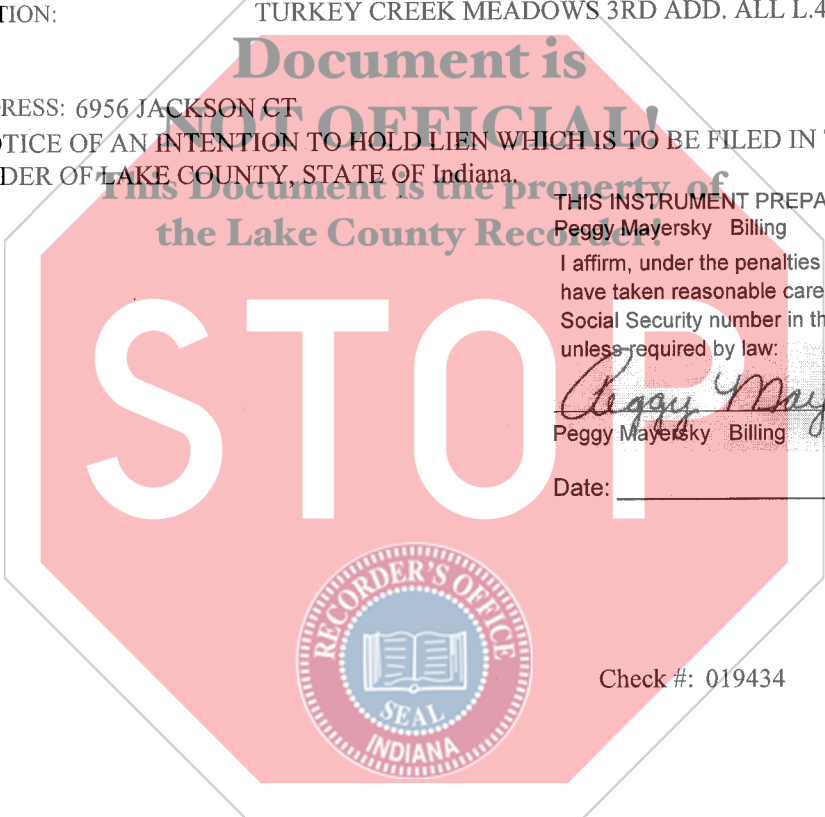 TION: TURKEY CREEK MEADOWS 3RD ADD. ALL L.4
Document is
RESS: 6956 JACKSON CT
NOT OFFICIAL!
OTICE OF AN INTENTION TO HOLD LIEN WHICH IS TO BE FILED IN
DER OF LAKE COUNTY, STATE OF Indiana.
This Document is the property of
the Lake County Recorder!
THIS INSTRUMENT PREPA
Peggy Mayersky Billing
I affirm, under the penalties
have taken reasonable care
Social Security number in th
unless required by law:
Peggy May
Peggy Mayersky Billing
Date:
STOP
RECORDER'S OFFICE
SEAL
INDIANA
Check #: 019434